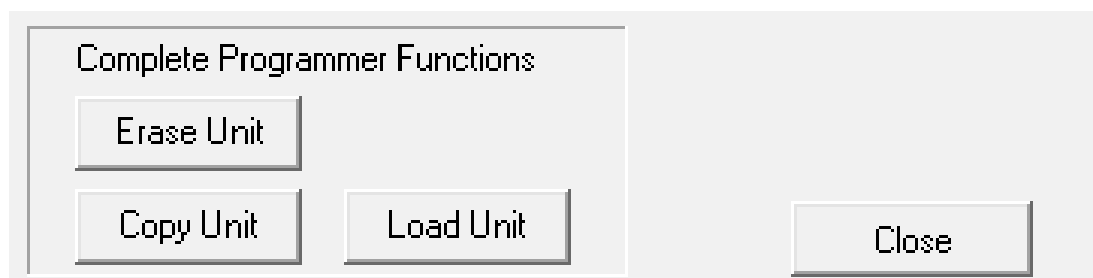 Complete Programmer Functions
Erase Unit
Copy Unit Load Unit
Close